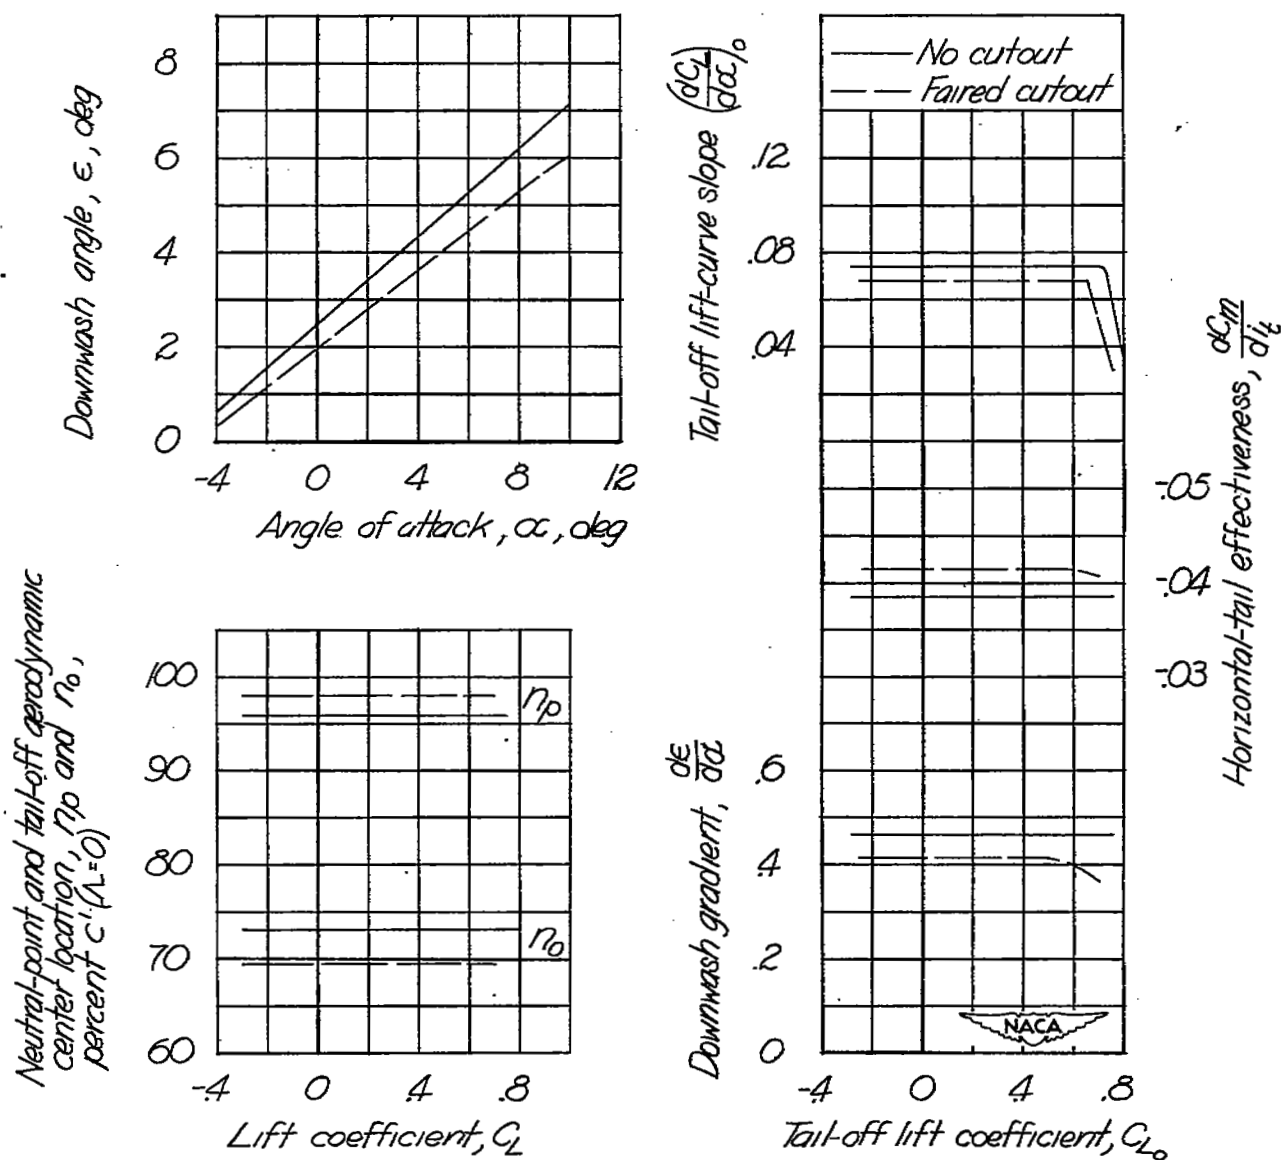 8
6
4
2
0
Downwash angle, ϵ, deg
-4 0 4 8 12
Angle of attack, α, deg
No cutout
Faired cutout
Tail-off lift-curve slope (dC_L/dα)_o
.12
.08
.04
Horizontal-tail effectiveness, dC_m/di_t
-.05
-.04
-.03
Neutral-point and tail-off aerodynamic
center location, n_p and n_o,
percent c' (Λ=0)
100
90
80
70
60
n_p
n_o
-.4 0 .4 .8
Lift coefficient, C_L
Downwash gradient, dϵ/dα
.6
.4
.2
0
NACA
-.4 0 .4 .8
Tail-off lift coefficient, C_Lo